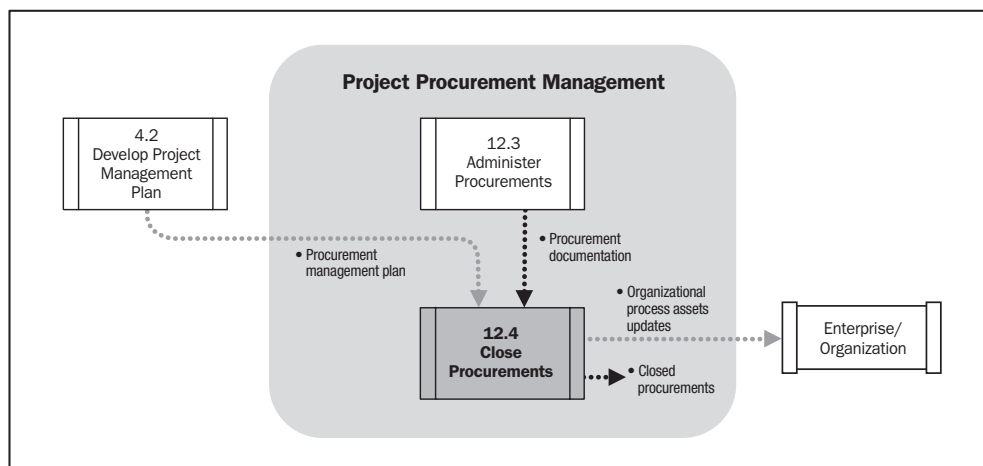 Project Procurement Management
4.2
Develop Project
Management
Plan
12.3
Administer
Procurements
• Procurement
management plan
• Procurement
documentation
12.4
Close
Procurements
• Organizational
process assets
updates
• Closed
procurements
Enterprise/
Organization